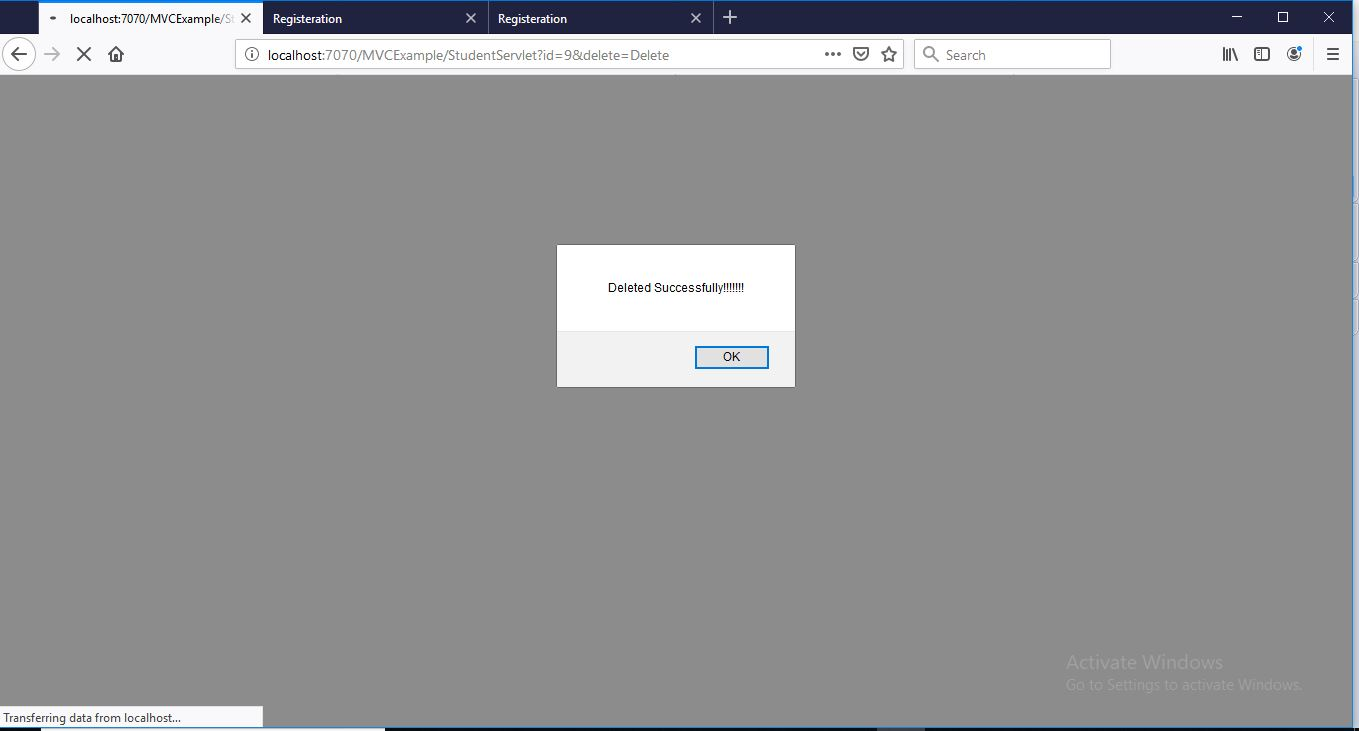 localhost:7070/MVCExample/St
Registeration
Registeration
localhost:7070/MVCExample/StudentServlet?id=9&delete=Delete
Search
Deleted Successfully!!!!!!!
OK
Activate Windows
Go to Settings to activate Windows.
Transferring data from localhost...